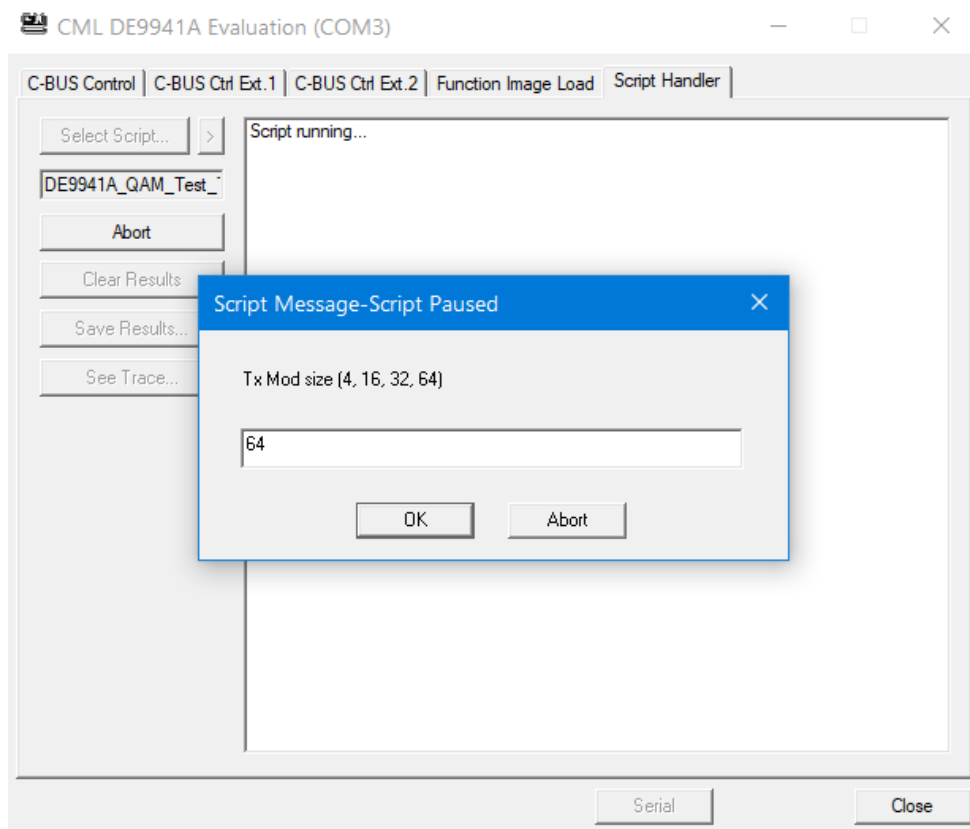 CML DE9941A Evaluation (COM3)
C-BUS Control C-BUS Ctrl Ext.1 C-BUS Ctrl Ext.2 Function Image Load Script Handler
Select Script... >
Script running...
DE9941A_QAM_Test_
Abort
Clear Results
Save Results...
See Trace...
Script Message-Script Paused
Tx Mod size (4, 16, 32, 64)
64
OK Abort
Serial Close